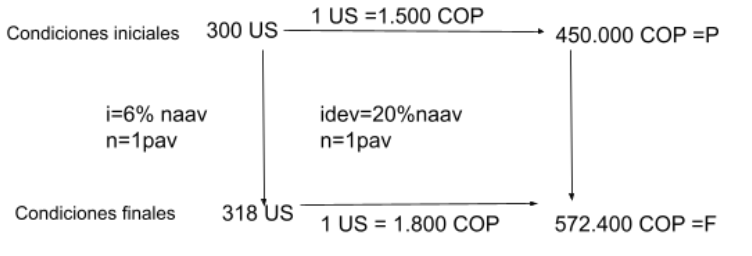 Condiciones iniciales 300 US 1 US =1.500 COP 450.000 COP =P
i=6% naav idev=20%naav
n=1pav n=1pav
Condiciones finales 318 US 1 US = 1.800 COP 572.400 COP =F